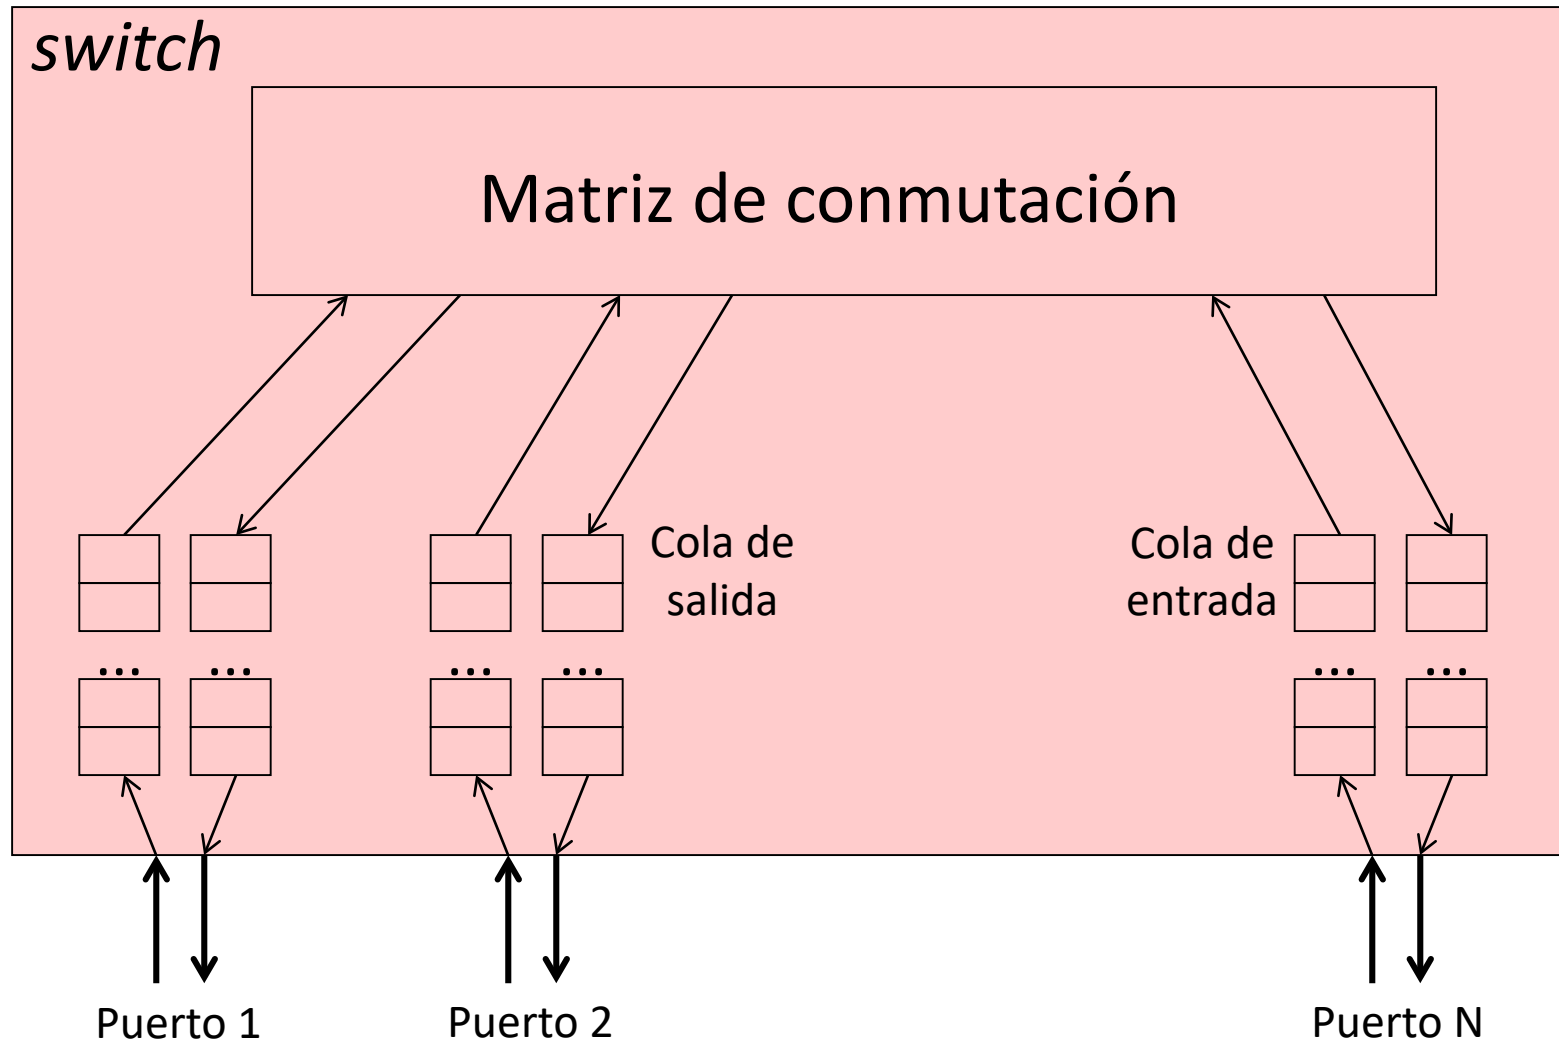 switch
Matriz de conmutación
Cola de
salida
Cola de
entrada
...
...
...
...
...
...
Puerto 1
Puerto 2
Puerto N